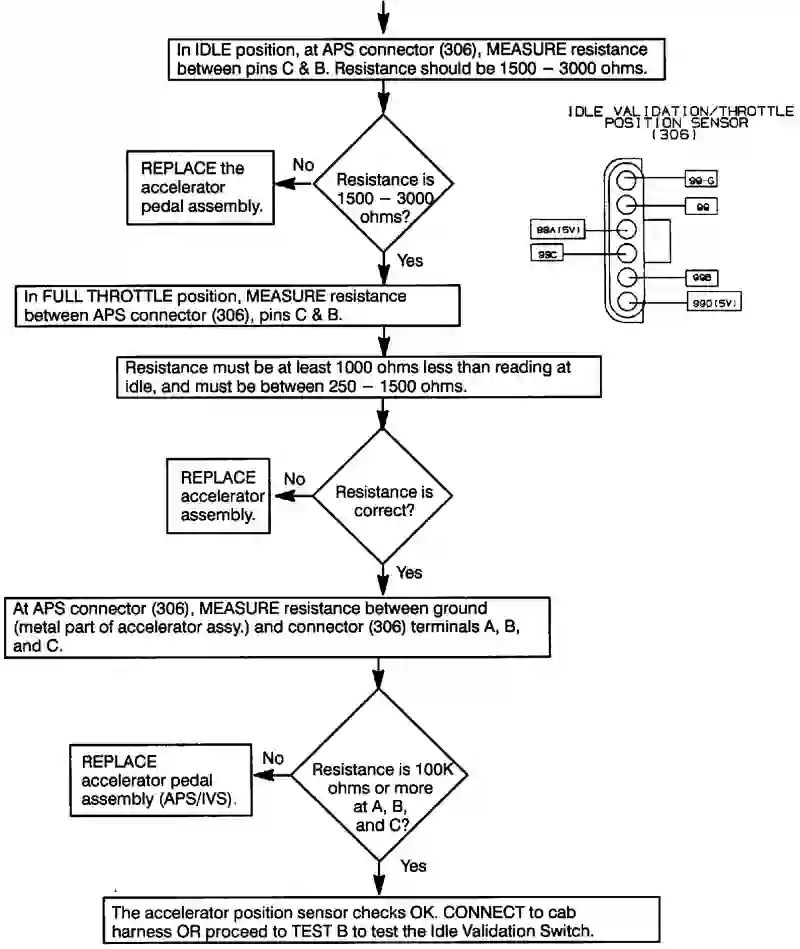 In IDLE position, at APS connector (306), MEASURE resistance
between pins C & B. Resistance should be 1500 – 3000 ohms.
IDLE VALIDATION/THROTTLE
POSITION SENSOR
(306)
No
REPLACE the
accelerator
pedal assembly.
Resistance is
1500 – 3000
ohms?
99-G
99
99A(5V)
99C
99B
99D(5V)
Yes
In FULL THROTTLE position, MEASURE resistance
between APS connector (306), pins C & B.
Resistance must be at least 1000 ohms less than reading at
idle, and must be between 250 – 1500 ohms.
No
REPLACE
accelerator
assembly.
Resistance is
correct?
Yes
At APS connector (306), MEASURE resistance between ground
(metal part of accelerator assy.) and connector (306) terminals A, B,
and C.
No
REPLACE
accelerator pedal
assembly (APS/IVS).
Resistance is 100K
ohms or more
at A, B,
and C?
Yes
The accelerator position sensor checks OK. CONNECT to cab
harness OR proceed to TEST B to test the Idle Validation Switch.